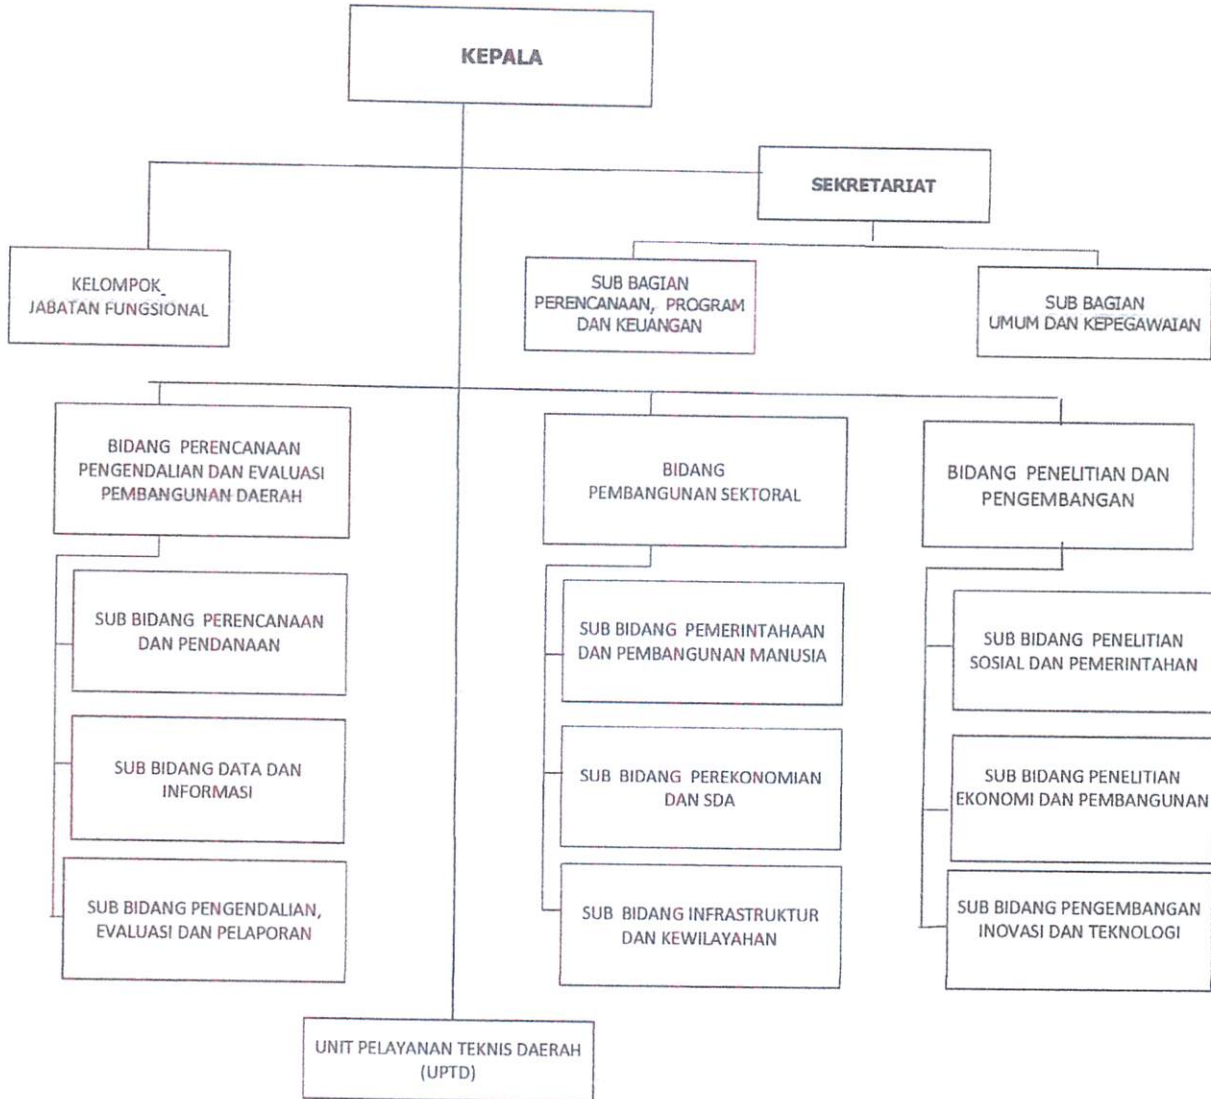 KEPALA
SEKRETARIAT
KELOMPOK
JABATAN FUNGSIONAL
SUB BAGIAN
PERENCANAAN, PROGRAM
DAN KEUANGAN
SUB BAGIAN
UMUM DAN KEPEGAWAIAN
BIDANG PERENCANAAN
PENGENDALIAN DAN EVALUASI
PEMBANGUNAN DAERAH
BIDANG
PEMBANGUNAN SEKTORAL
BIDANG PENELITIAN DAN
PENGEMBANGAN
SUB BIDANG PERENCANAAN
DAN PENDANAAN
SUB BIDANG PEMERINTAHAAN
DAN PEMBANGUNAN MANUSIA
SUB BIDANG PENELITIAN
SOSIAL DAN PEMERINTAHAN
SUB BIDANG DATA DAN
INFORMASI
SUB BIDANG PEREKONOMIAN
DAN SDA
SUB BIDANG PENELITIAN
EKONOMI DAN PEMBANGUNAN
SUB BIDANG PENGENDALIAN,
EVALUASI DAN PELAPORAN
SUB BIDANG INFRASTRUKTUR
DAN KEWILAYAHAN
SUB BIDANG PENGEMBANGAN
INOVASI DAN TEKNOLOGI
UNIT PELAYANAN TEKNIS DAERAH
(UPTD)